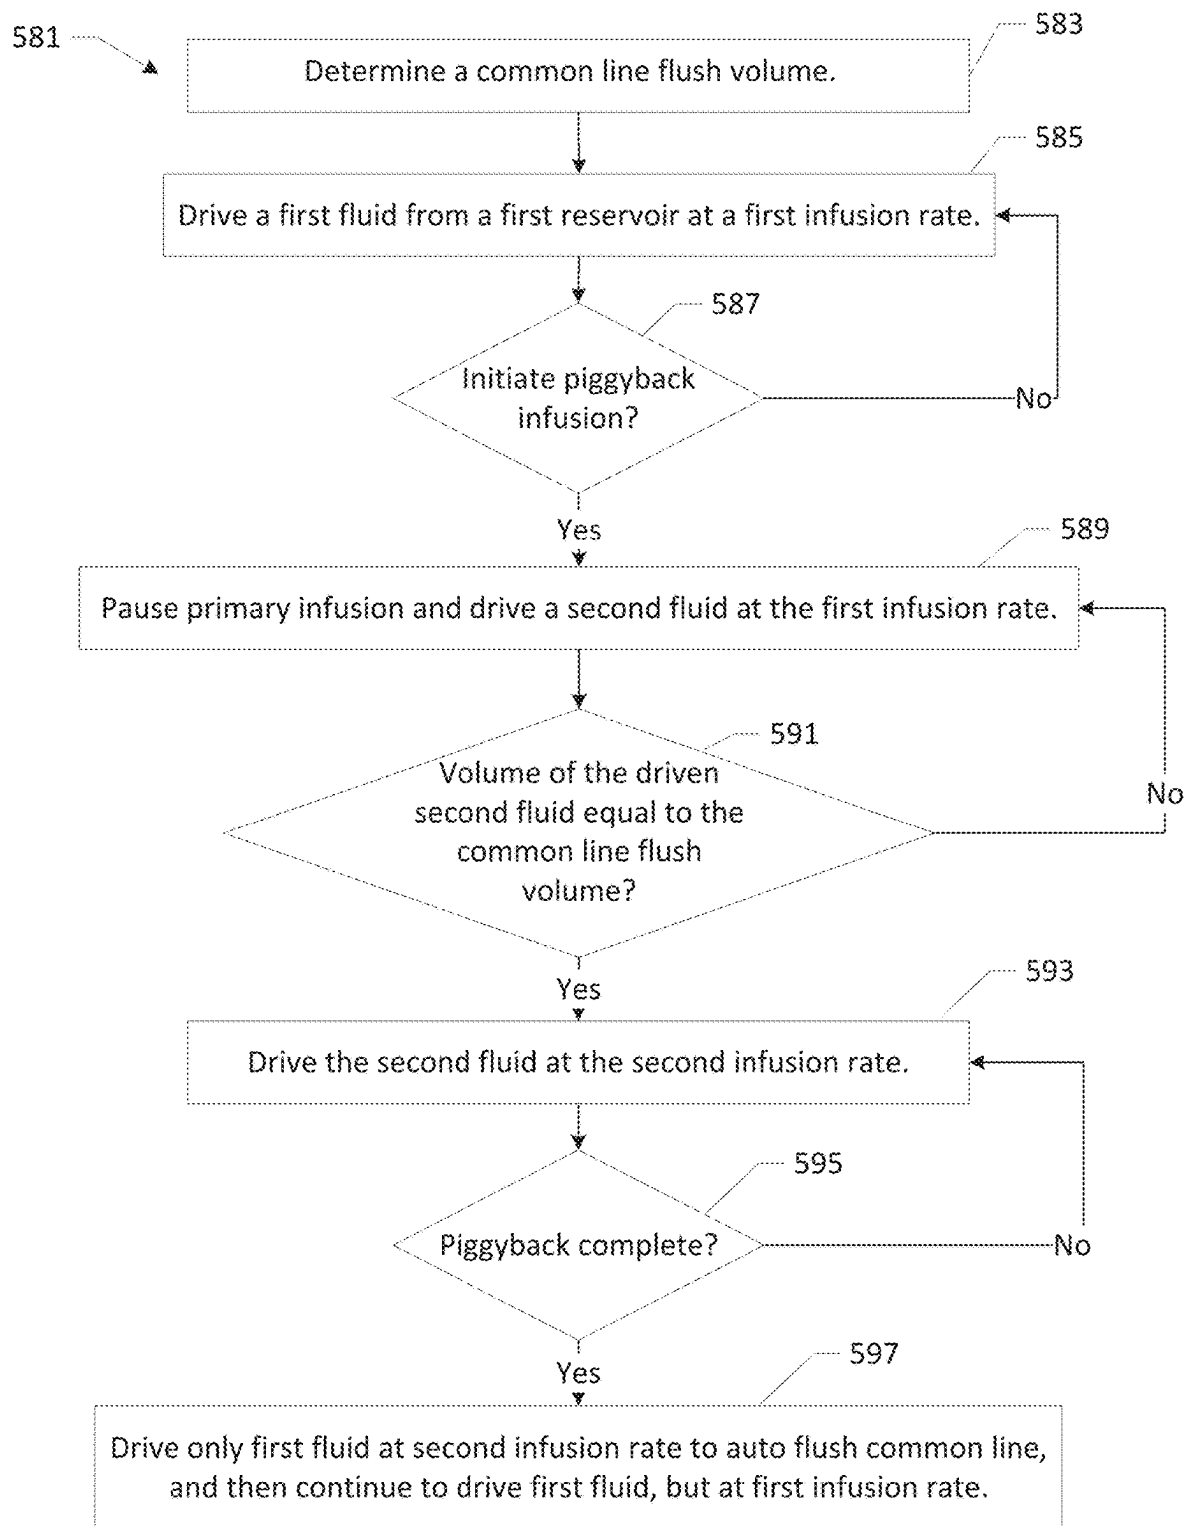 581
583
Determine a common line flush volume.
585
Drive a first fluid from a first reservoir at a first infusion rate.
587
Initiate piggyback
infusion?
No
Yes
589
Pause primary infusion and drive a second fluid at the first infusion rate.
591
Volume of the driven
second fluid equal to the
common line flush
volume?
No
Yes
593
Drive the second fluid at the second infusion rate.
595
Piggyback complete?
No
Yes
597
Drive only first fluid at second infusion rate to auto flush common line,
and then continue to drive first fluid, but at first infusion rate.